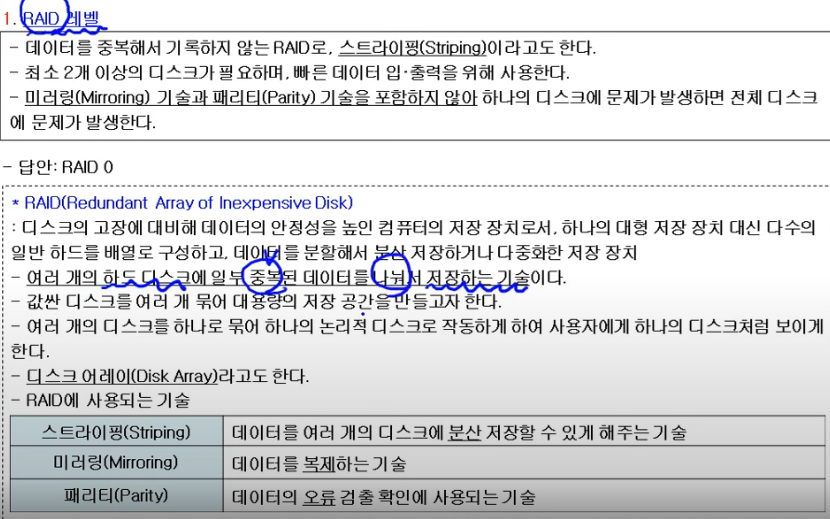 1. RAID 레벨
- 데이터를 중복해서 기록하지 않는 RAID로, 스트라이핑(Striping)이라고도 한다.
- 최소 2개 이상의 디스크가 필요하며, 빠른 데이터 입·출력을 위해 사용한다.
- 미러링(Mirroring) 기술과 패리티(Parity) 기술을 포함하지 않아 하나의 디스크에 문제가 발생하면 전체 디스크
에 문제가 발생한다.
- 답안: RAID 0
* RAID(Redundant Array of Inexpensive Disk)
: 디스크의 고장에 대비해 데이터의 안정성을 높인 컴퓨터의 저장 장치로서, 하나의 대형 저장 장치 대신 다수의
일반 하드를 배열로 구성하고, 데이터를 분할해서 분산 저장하거나 다중화한 저장 장치
- 여러 개의 하드 디스크에 일부 중복된 데이터를 나눠서 저장하는 기술이다.
- 값싼 디스크를 여러 개 묶어 대용량의 저장 공간을 만들고자 한다.
- 여러 개의 디스크를 하나로 묶어 하나의 논리적 디스크로 작동하게 하여 사용자에게 하나의 디스크처럼 보이게
한다.
- 디스크 어레이(Disk Array)라고도 한다.
- RAID에 사용되는 기술
스트라이핑(Striping) 데이터를 여러 개의 디스크에 분산 저장할 수 있게 해주는 기술
미러링(Mirroring) 데이터를 복제하는 기술
패리티(Parity) 데이터의 오류 검출 확인에 사용되는 기술